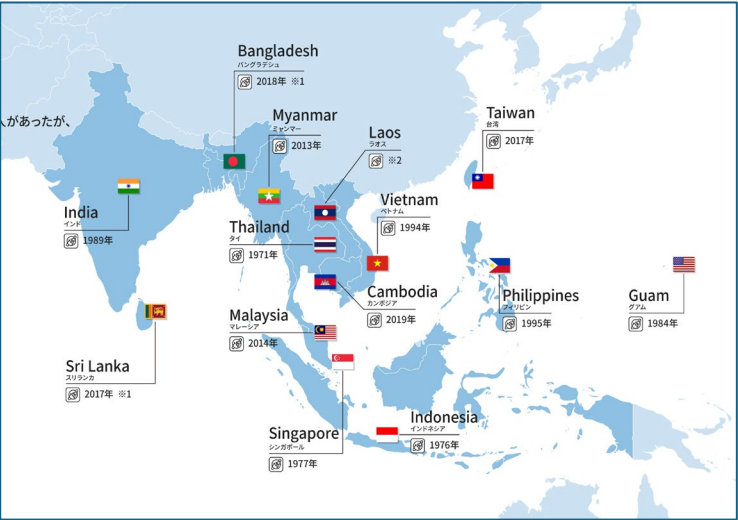 Bangladesh
バングラデシュ
2018年 ※1
人があったが、
Myanmar
ミャンマー
2013年
Laos
ラオス
※2
Taiwan
台湾
2017年
India
インド
1989年
Thailand
タイ
1971年
Vietnam
ベトナム
1994年
Cambodia
カンボジア
2019年
Philippines
フィリピン
1995年
Guam
グアム
1984年
Malaysia
マレーシア
2014年
Sri Lanka
スリランカ
2017年 ※1
Singapore
シンガポール
1977年
Indonesia
インドネシア
1976年